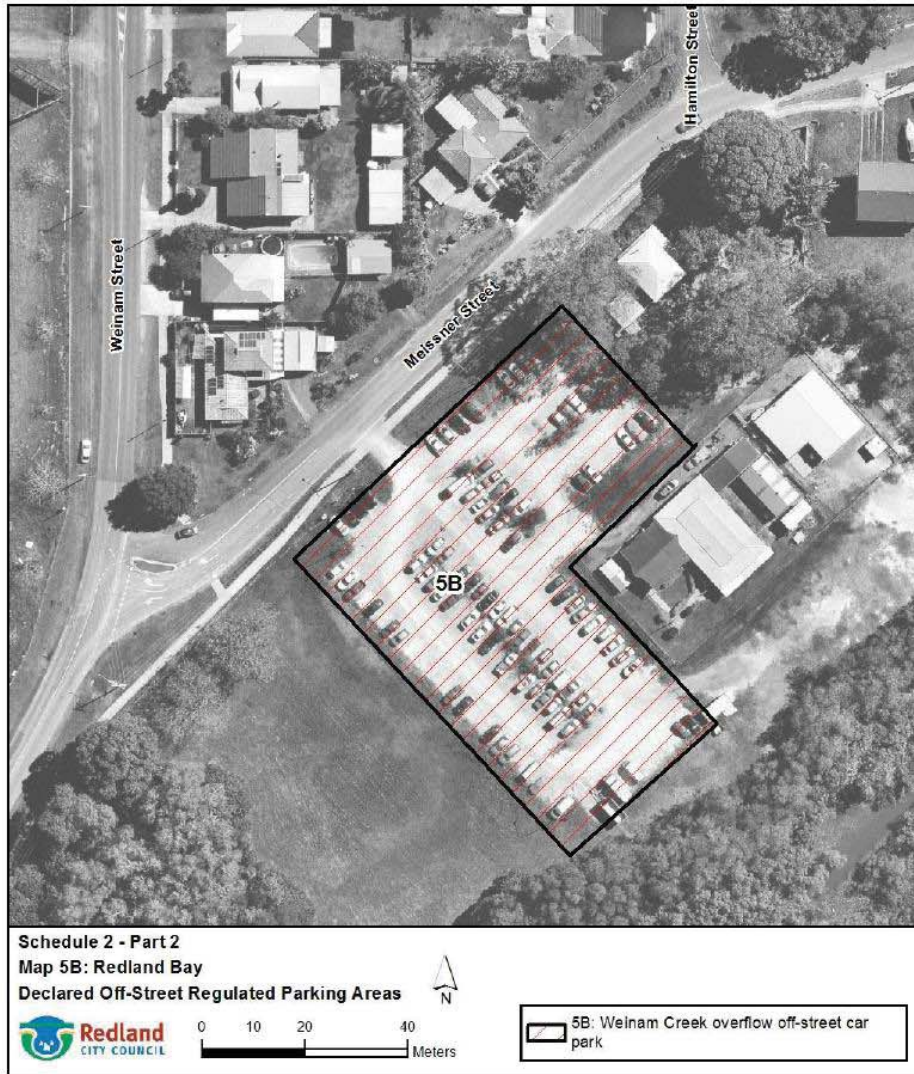 Hamilton Street
Weinam Street
Meissner Street
5B
Schedule 2 - Part 2
Map 5B: Redland Bay
Declared Off-Street Regulated Parking Areas
N
Redland
CITY COUNCIL
0 10 20 40
Meters
5B: Weinam Creek overflow off-street car
park